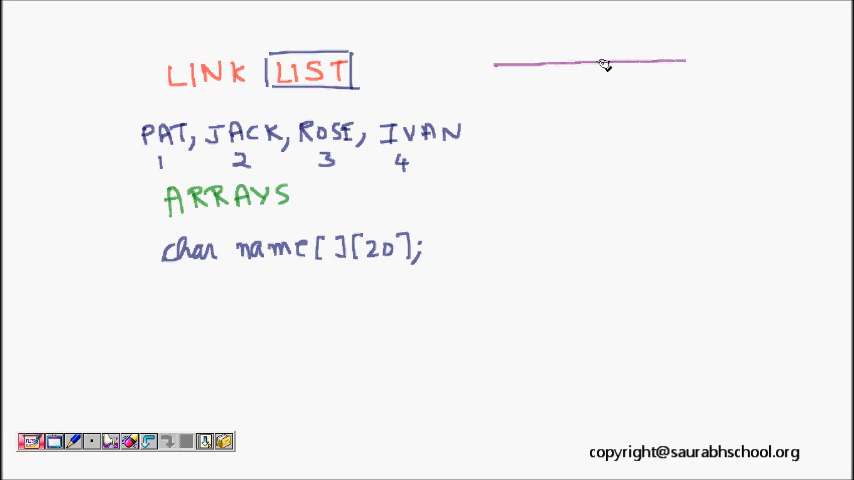 LINK LIST
PAT, JACK, ROSE, IVAN
1 2 3 4
ARRAYS
char name[ ][20];
copyright@saurabhschool.org